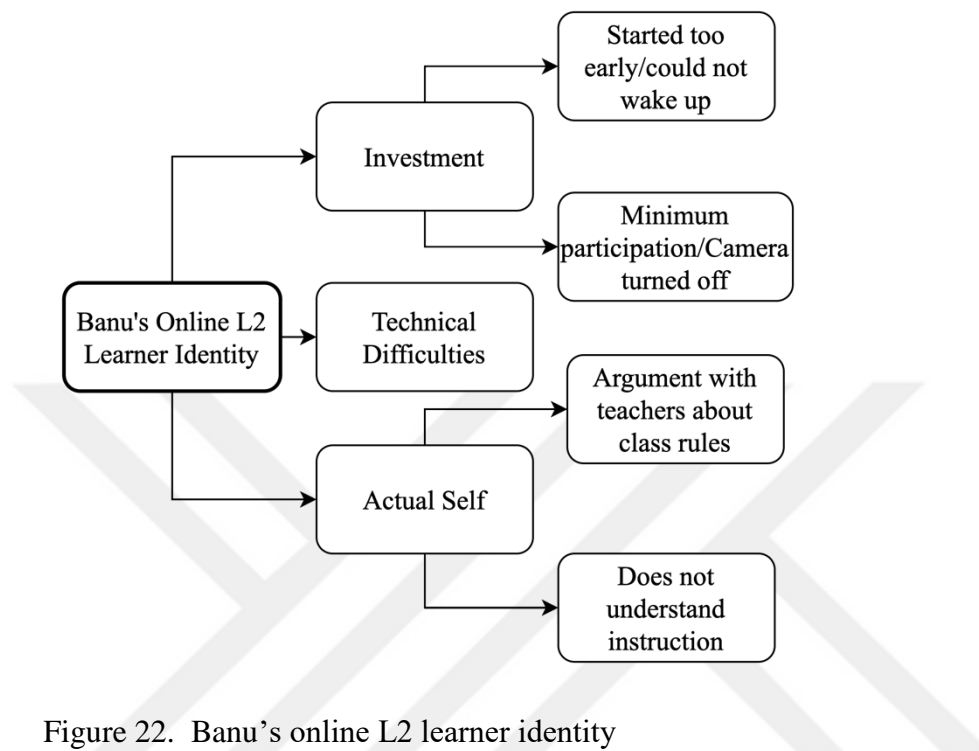 Started too
early/could not
wake up
Investment
Minimum
participation/Camera
turned off
Banu's Online L2
Learner Identity
Technical
Difficulties
Argument with
teachers about
class rules
Actual Self
Does not
understand
instruction
Figure 22.  Banu’s online L2 learner identity